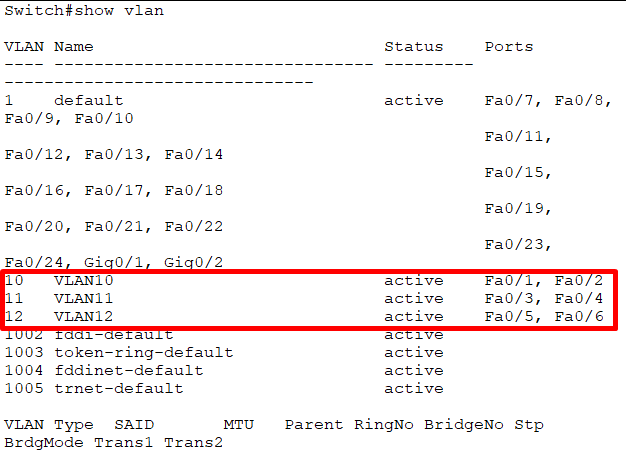 Switch#show vlan
VLAN Name Status Ports
---- -------------------------------- ---------
-------------------------------
1 default active Fa0/7, Fa0/8,
Fa0/9, Fa0/10
Fa0/11,
Fa0/12, Fa0/13, Fa0/14
Fa0/15,
Fa0/16, Fa0/17, Fa0/18
Fa0/19,
Fa0/20, Fa0/21, Fa0/22
Fa0/23,
Fa0/24, Gig0/1, Gig0/2
10 VLAN10 active Fa0/1, Fa0/2
11 VLAN11 active Fa0/3, Fa0/4
12 VLAN12 active Fa0/5, Fa0/6
1002 fddi-default active
1003 token-ring-default active
1004 fddinet-default active
1005 trnet-default active
VLAN Type SAID MTU Parent RingNo BridgeNo Stp
BrdgMode Trans1 Trans2